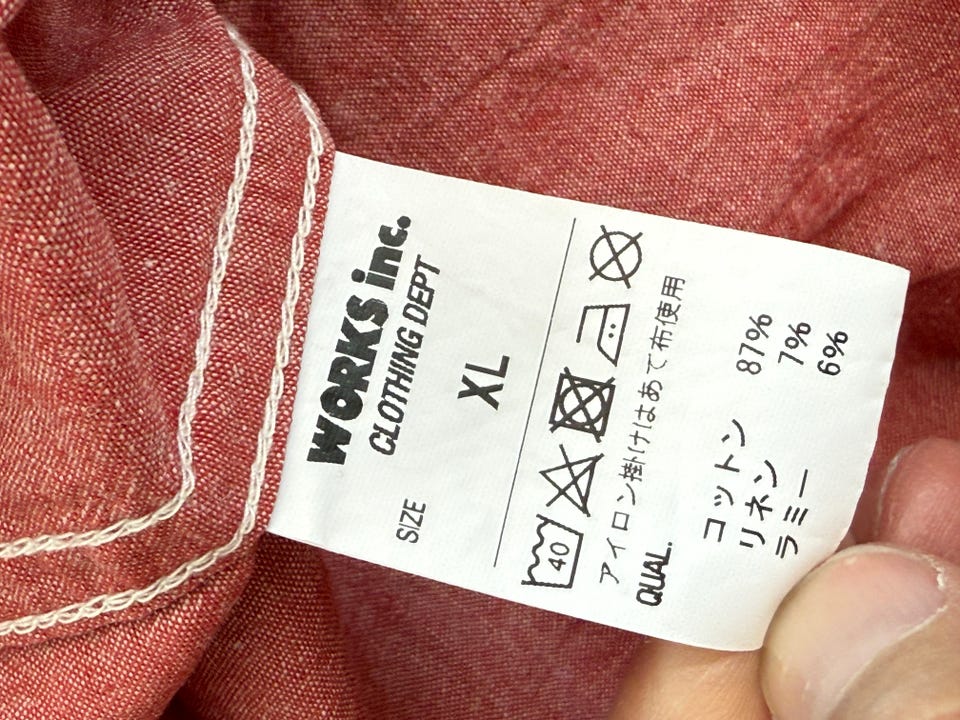 WORKS inc.
CLOTHING DEPT
SIZE XL
40
アイロン掛けはあて布使用
QUAL.
コットン 87%
リネン 7%
ラミー 6%